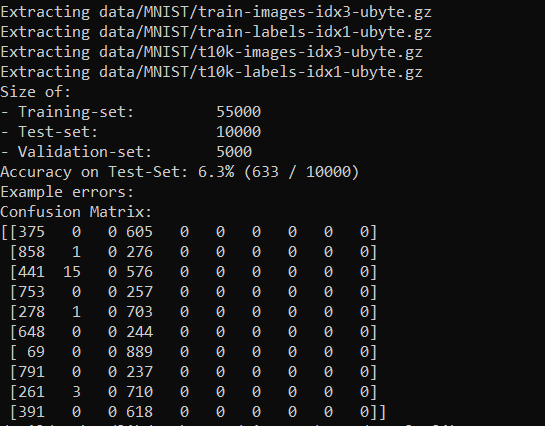 Extracting data/MNIST/train-images-idx3-ubyte.gz
Extracting data/MNIST/train-labels-idx1-ubyte.gz
Extracting data/MNIST/t10k-images-idx3-ubyte.gz
Extracting data/MNIST/t10k-labels-idx1-ubyte.gz
Size of:
- Training-set:         55000
- Test-set:             10000
- Validation-set:       5000
Accuracy on Test-Set: 6.3% (633 / 10000)
Example errors:
Confusion Matrix:
[[375   0   0 605   0   0   0   0   0   0]
 [858   1   0 276   0   0   0   0   0   0]
 [441  15   0 576   0   0   0   0   0   0]
 [753   0   0 257   0   0   0   0   0   0]
 [278   1   0 703   0   0   0   0   0   0]
 [648   0   0 244   0   0   0   0   0   0]
 [ 69   0   0 889   0   0   0   0   0   0]
 [791   0   0 237   0   0   0   0   0   0]
 [261   3   0 710   0   0   0   0   0   0]
 [391   0   0 618   0   0   0   0   0   0]]